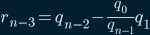 r_{n-3} = q_{n-2} - \frac{q_0}{q_{n-1}} q_1